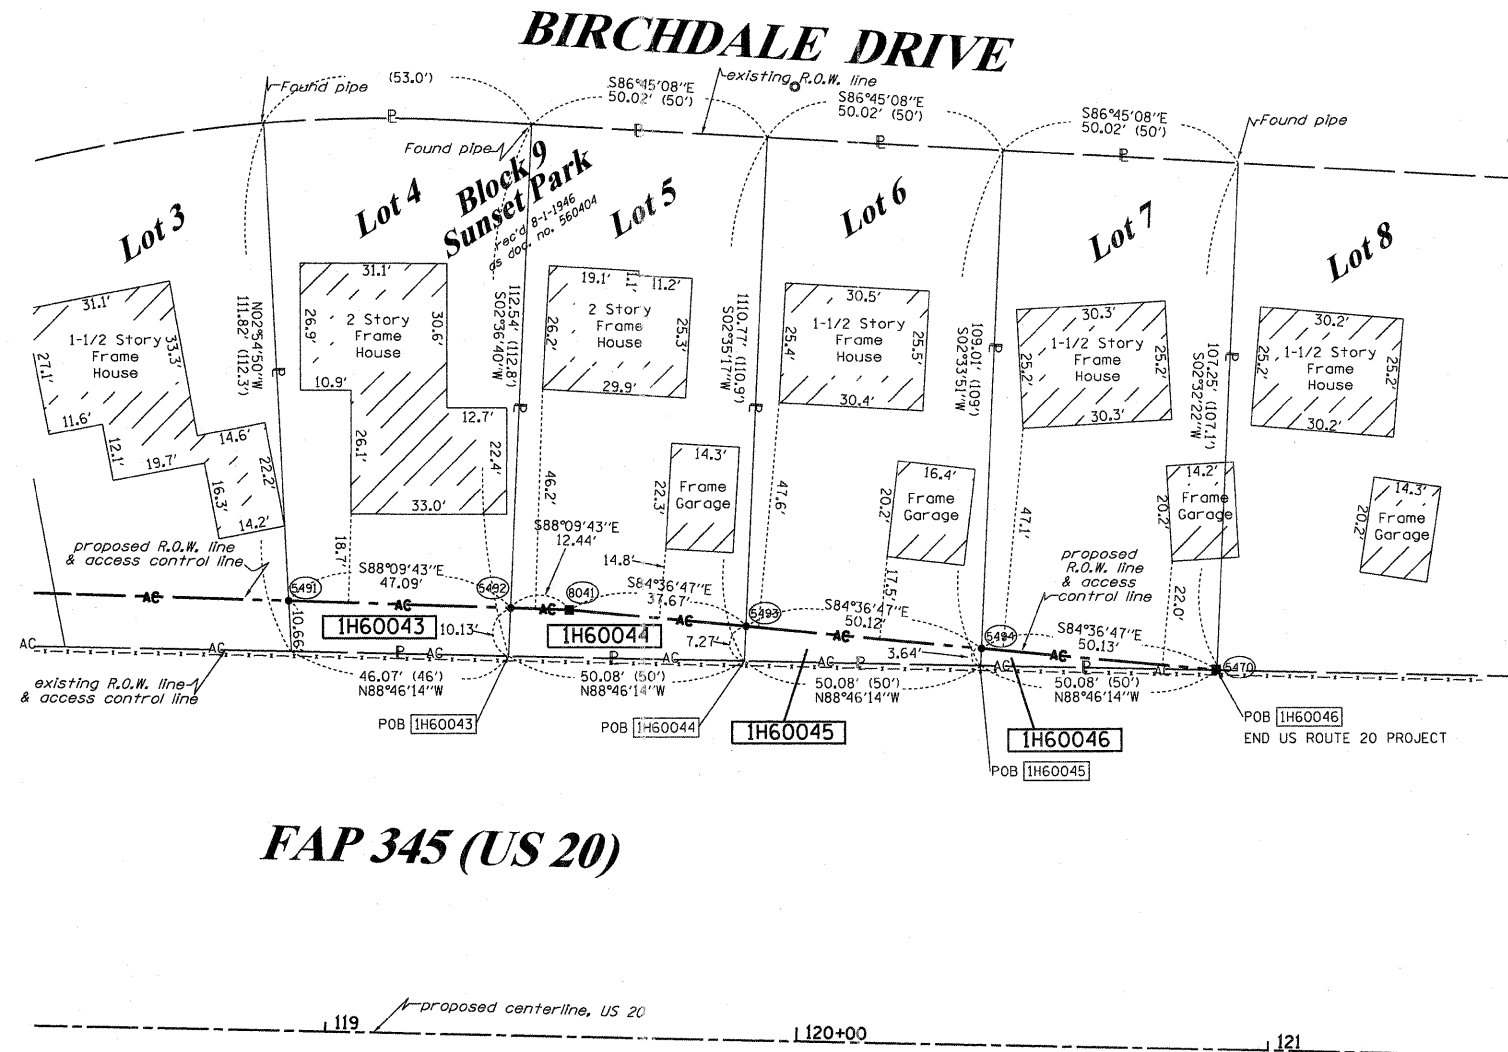 BIRCHDALE DRIVE
Found pipe
(53.0')
S86°45'08"E
50.02' (50')
existing R.O.W. line
S86°45'08"E
50.02' (50')
S86°45'08"E
50.02' (50')
Found pipe
Found pipe
Lot 3
Lot 4
Block 9
Sunset Park
rec'd 8-1-1946
as doc. no. 560404
Lot 5
Lot 6
Lot 7
Lot 8
31.1'
1-1/2 Story
Frame
House
33.3'
27.1'
11.6'
12.1'
19.7'
14.6'
22.2'
16.3'
14.2'
N02°54'50"W
111.82' (112.3')
31.1'
26.9'
2 Story
Frame
House
30.6'
10.9'
12.7'
26.1'
22.4'
33.0'
18.7'
112.54' (112.8')
S02°36'40"W
19.1'
1.1'
11.2'
26.2'
2 Story
Frame
House
25.3'
29.9'
46.2'
14.3'
Frame
Garage
22.3'
14.8'
1110.77' (110.9')
S02°35'17"W
30.5'
25.4'
1-1/2 Story
Frame
House
25.5'
30.4'
47.6'
16.4'
Frame
Garage
20.2'
17.5'
109.01' (109')
S02°33'51"W
30.3'
25.2'
1-1/2 Story
Frame
House
25.2'
30.3'
47.1'
14.2'
Frame
Garage
20.2'
22.0'
107.25' (107.1')
S02°32'22"W
30.2'
25.2'
1-1/2 Story
Frame
House
25.2'
30.2'
14.3'
Frame
Garage
20.2'
proposed R.O.W. line
& access control line
S88°09'43"E
47.09'
S88°09'43"E
12.44'
S84°36'47"E
37.67'
S84°36'47"E
50.12'
proposed
R.O.W. line
& access
control line
S84°36'47"E
50.13'
5491
5492
8041
5493
5494
5470
AC
AC
AC
AC
AC
AC
10.66'
1H60043
10.13'
1H60044
7.27'
3.64'
AC
AC
AC
AC
AC
AC
existing R.O.W. line
& access control line
46.07' (46')
N88°46'14"W
50.08' (50')
N88°46'14"W
50.08' (50')
N88°46'14"W
50.08' (50')
N88°46'14"W
POB 1H60043
POB 1H60044
1H60045
1H60046
POB 1H60045
POB 1H60046
END US ROUTE 20 PROJECT
FAP 345 (US 20)
proposed centerline, US 20
119
120+00
121